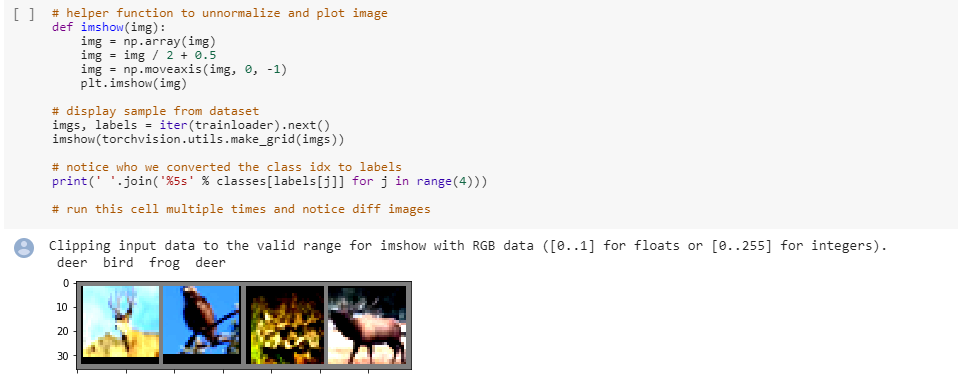 [ ] # helper function to unnormalize and plot image
def imshow(img):
    img = np.array(img)
    img = img / 2 + 0.5
    img = np.moveaxis(img, 0, -1)
    plt.imshow(img)

# display sample from dataset
imgs, labels = iter(trainloader).next()
imshow(torchvision.utils.make_grid(imgs))

# notice who we converted the class idx to labels
print(' '.join('%5s' % classes[labels[j]] for j in range(4)))

# run this cell multiple times and notice diff images
Clipping input data to the valid range for imshow with RGB data ([0..1] for floats or [0..255] for integers).
 deer  bird  frog  deer
0
10
20
30